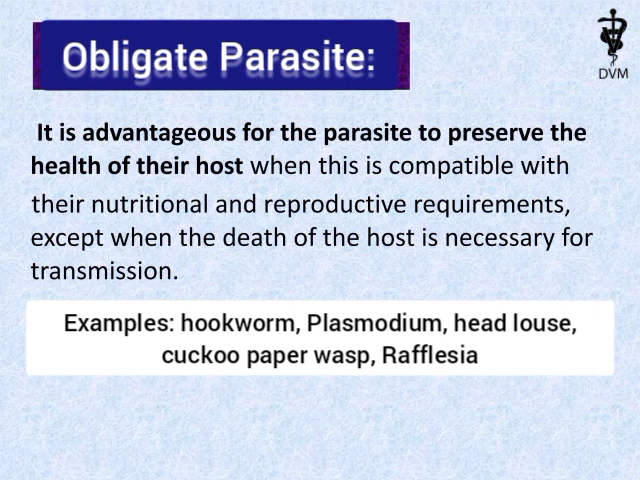 Obligate Parasite:
DVM
It is advantageous for the parasite to preserve the
health of their host when this is compatible with
their nutritional and reproductive requirements,
except when the death of the host is necessary for
transmission.
Examples: hookworm, Plasmodium, head louse,
cuckoo paper wasp, Rafflesia